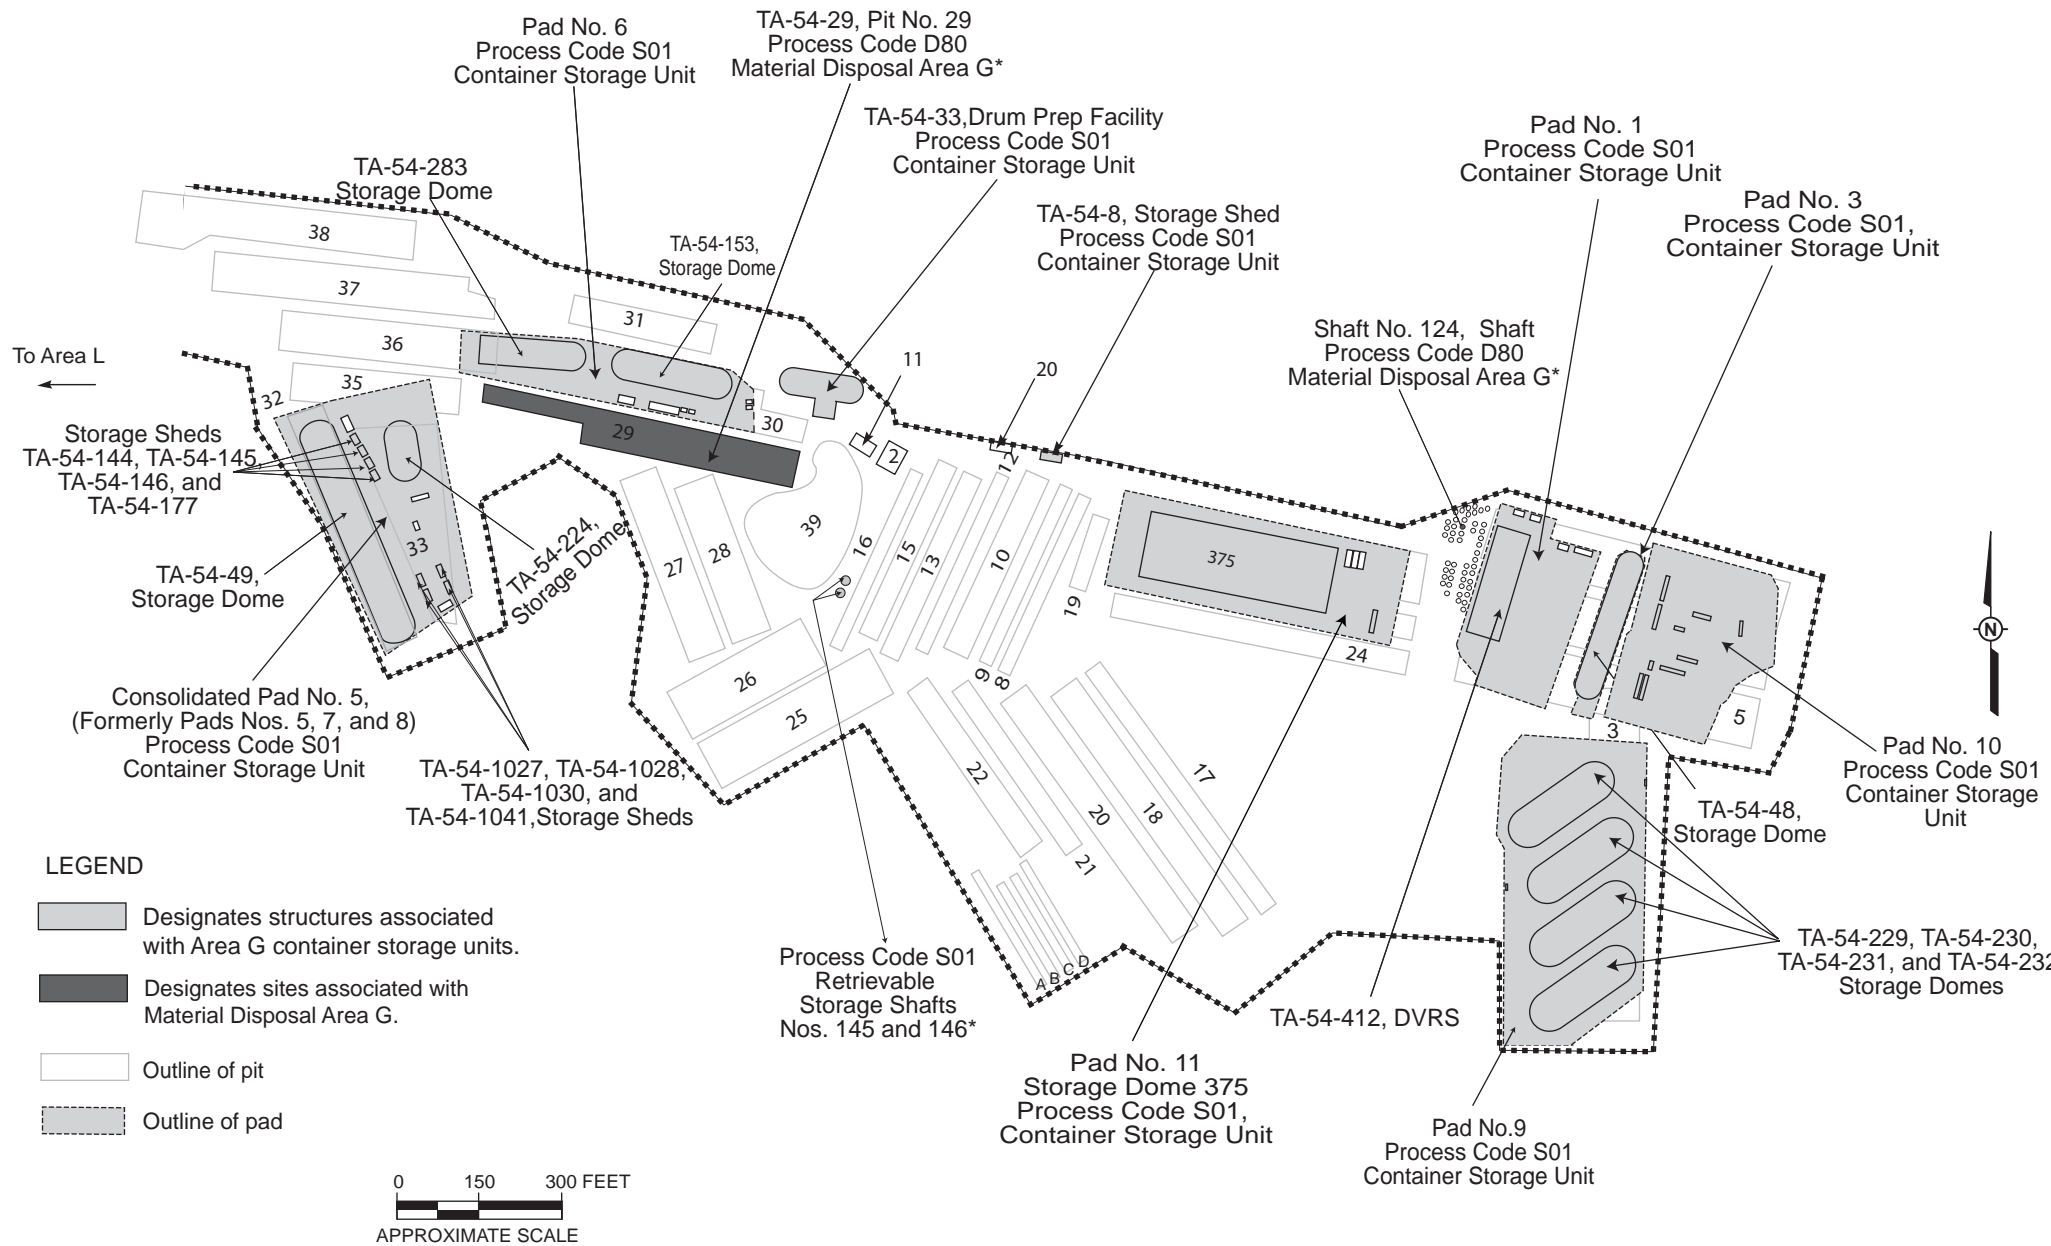 Pad No. 6
Process Code S01
Container Storage Unit
TA-54-29, Pit No. 29
Process Code D80
Material Disposal Area G*
TA-54-33,Drum Prep Facility
Process Code S01
Container Storage Unit
Pad No. 1
Process Code S01
Container Storage Unit
TA-54-283
Storage Dome
Pad No. 3
Process Code S01,
Container Storage Unit
TA-54-8, Storage Shed
Process Code S01
Container Storage Unit
TA-54-153,
Storage Dome
38
37
31
36
Shaft No. 124, Shaft
Process Code D80
Material Disposal Area G*
To Area L
11
20
35
32
30
29
2
12
Storage Sheds
TA-54-144, TA-54-145,
TA-54-146, and
TA-54-177
33
TA-54-224,
Storage Dome
27
28
39
16
15
13
10
19
375
24
TA-54-49,
Storage Dome
N
9
8
26
25
Consolidated Pad No. 5,
(Formerly Pads Nos. 5, 7, and 8)
Process Code S01
Container Storage Unit
TA-54-1027, TA-54-1028,
TA-54-1030, and
TA-54-1041,Storage Sheds
22
20
21
18
17
3
5
Pad No. 10
Process Code S01
Container Storage
Unit
TA-54-48,
Storage Dome
LEGEND
Designates structures associated
with Area G container storage units.
Designates sites associated with
Material Disposal Area G.
Outline of pit
Outline of pad
A B C D
Process Code S01
Retrievable
Storage Shafts
Nos. 145 and 146*
TA-54-229, TA-54-230,
TA-54-231, and TA-54-232
Storage Domes
TA-54-412, DVRS
Pad No. 11
Storage Dome 375
Process Code S01,
Container Storage Unit
Pad No.9
Process Code S01
Container Storage Unit
0 150 300 FEET
APPROXIMATE SCALE